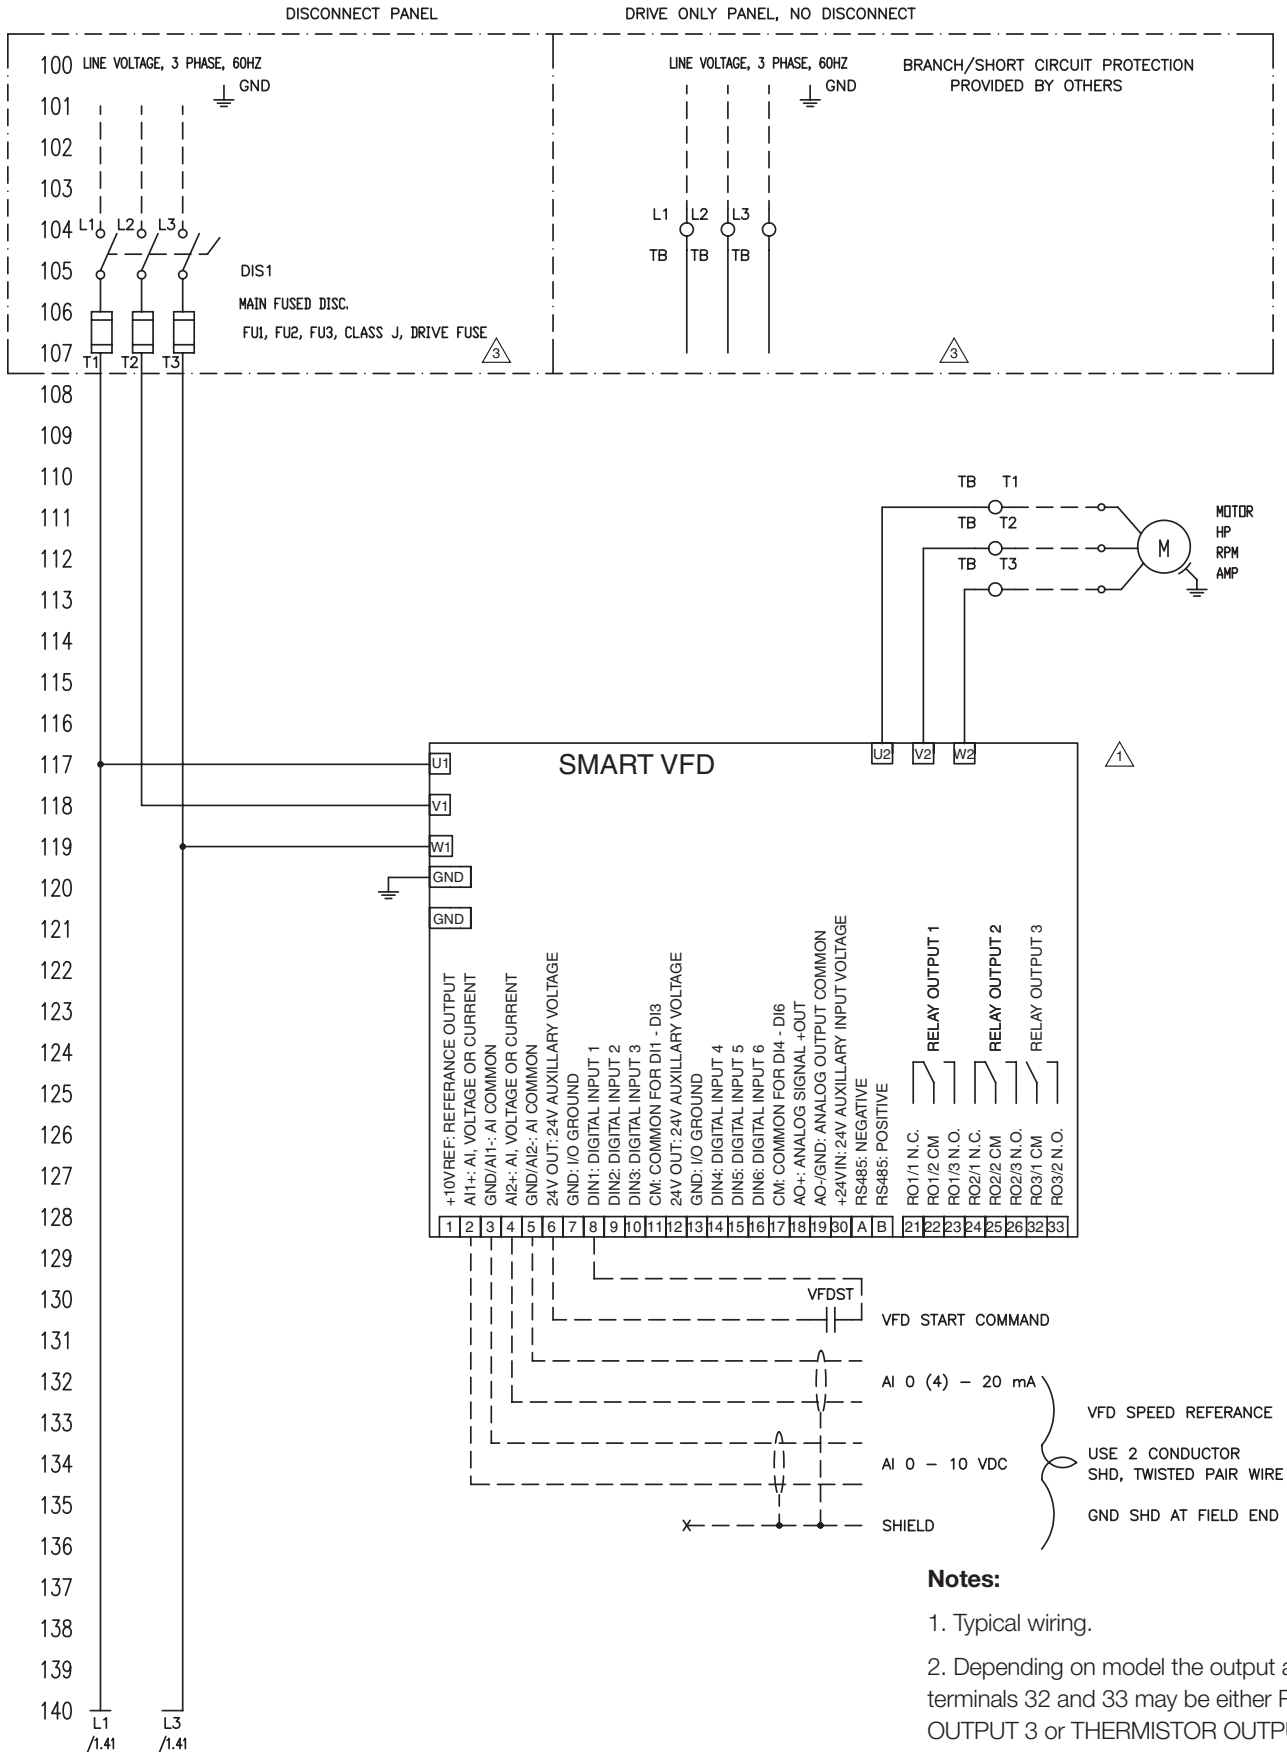 DISCONNECT PANEL
DRIVE ONLY PANEL, NO DISCONNECT
100 LINE VOLTAGE, 3 PHASE, 60HZ
GND
LINE VOLTAGE, 3 PHASE, 60HZ
GND
BRANCH/SHORT CIRCUIT PROTECTION
PROVIDED BY OTHERS
101
102
103
104 L1 L2 L3
L1 L2 L3
TB TB TB
105
DIS1
106
MAIN FUSED DISC.
FU1, FU2, FU3, CLASS J, DRIVE FUSE
3
3
107
T1 T2 T3
108
109
110
TB T1
111
TB T2
112
TB T3
M
MOTOR
HP
RPM
AMP
113
114
115
116
117
U1
SMART VFD
U2 V2 W2
1
118
V1
119
W1
GND
120
GND
121
122
123
124
125
126
127
128
+10VREF: REFERANCE OUTPUT
AI1+: AI, VOLTAGE OR CURRENT
GND/AI1-: AI COMMON
AI2+: AI, VOLTAGE OR CURRENT
GND/AI2-: AI COMMON
24V OUT: 24V AUXILLARY VOLTAGE
GND: I/O GROUND
DIN1: DIGITAL INPUT 1
DIN2: DIGITAL INPUT 2
DIN3: DIGITAL INPUT 3
CM: COMMON FOR DI1 - DI3
24V OUT: 24V AUXILLARY VOLTAGE
GND: I/O GROUND
DIN4: DIGITAL INPUT 4
DIN5: DIGITAL INPUT 5
DIN6: DIGITAL INPUT 6
CM: COMMON FOR DI4 - DI6
AO+: ANALOG SIGNAL +OUT
AO-/GND: ANALOG OUTPUT COMMON
+24VIN: 24V AUXILLARY INPUT VOLTAGE
RS485: NEGATIVE
RS485: POSITIVE
RELAY OUTPUT 1
RELAY OUTPUT 2
RELAY OUTPUT 3
RO1/1 N.C.
RO1/2 CM
RO1/3 N.O.
RO2/1 N.C.
RO2/2 CM
RO2/3 N.O.
RO3/1 CM
RO3/2 N.O.
1 2 3 4 5 6 7 8 9 10 11 12 13 14 15 16 17 18 19 30 A B 21 22 23 24 25 26 32 33
129
130
VFDST
VFD START COMMAND
131
132
AI 0 (4) – 20 mA
133
VFD SPEED REFERANCE
134
AI 0 – 10 VDC
USE 2 CONDUCTOR
SHD, TWISTED PAIR WIRE
135
X
SHIELD
GND SHD AT FIELD END
136
137
138
139
140
L1
/1.41
L3
/1.41
Notes:
1. Typical wiring.
2. Depending on model the output
terminals 32 and 33 may be either
OUTPUT 3 or THERMISTOR